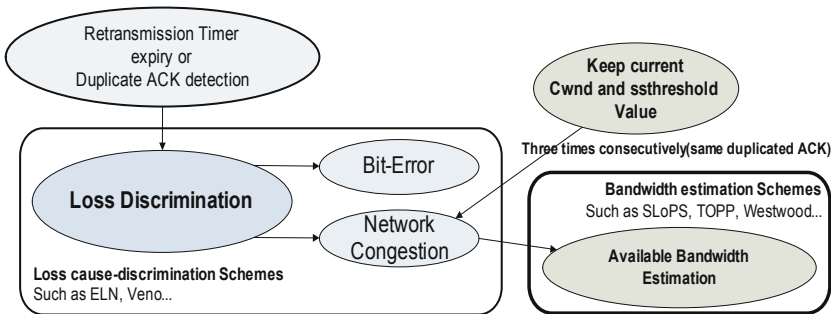 Retransmission Timer
expiry or
Duplicate ACK detection
Keep current
Cwnd and ssthreshold
Value
Three times consecutively(same duplicated ACK)
Loss Discrimination
Bit-Error
Network
Congestion
Loss cause-discrimination Schemes
Such as ELN, Veno...
Bandwidth estimation Schemes
Such as SLoPS, TOPP, Westwood...
Available Bandwidth
Estimation